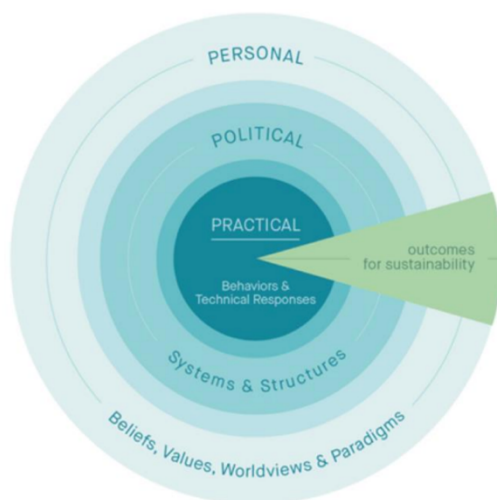 PERSONAL
POLITICAL
PRACTICAL
outcomes
for sustainability
Behaviors &
Technical Responses
Systems & Structures
Beliefs, Values, Worldviews & Paradigms